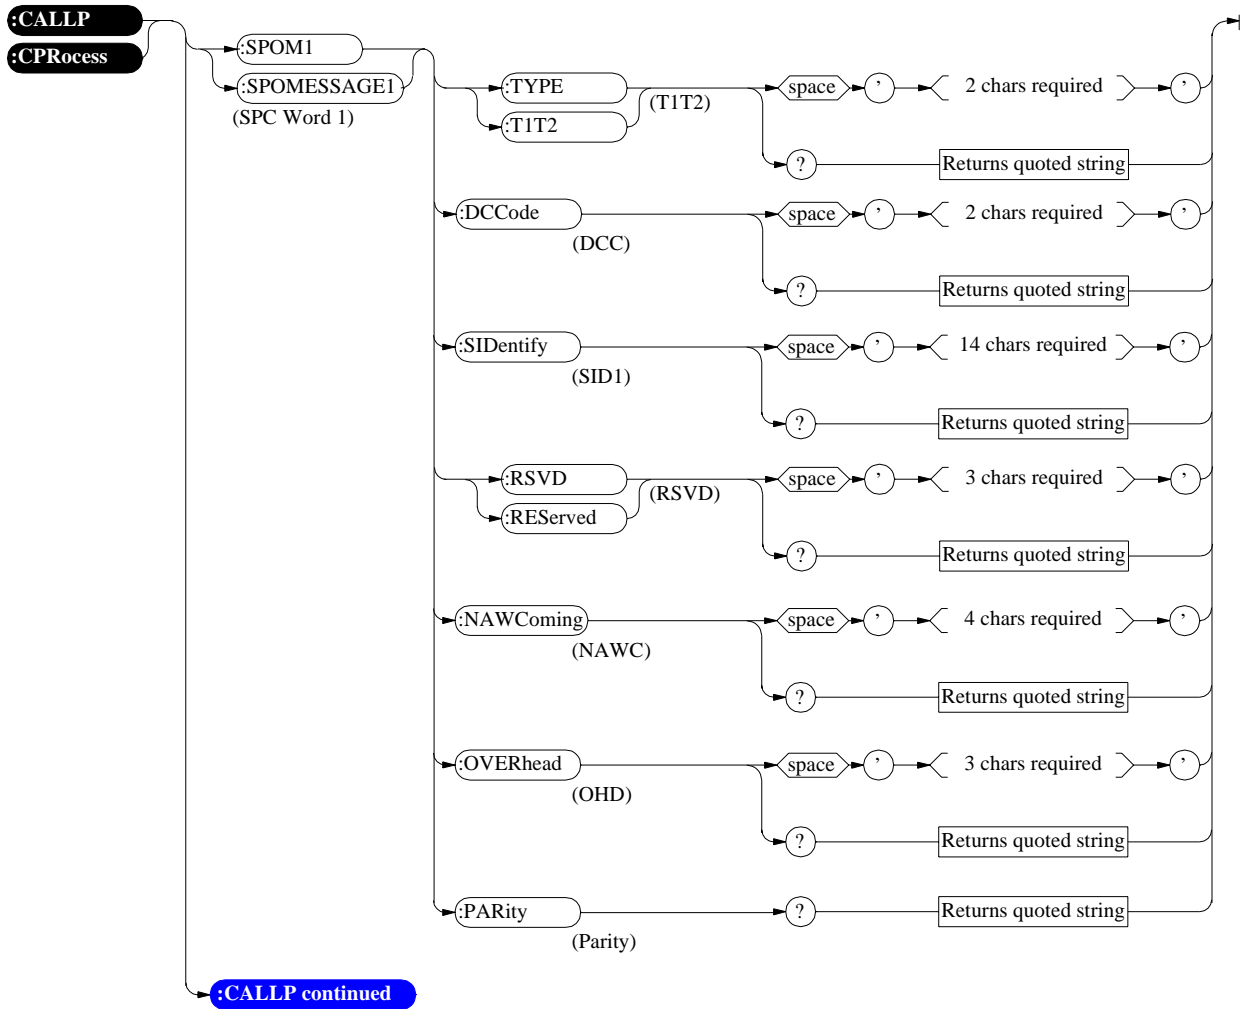 :CALLP
:CPRocess
:SPOM1
:SPOMESSAGE1
(SPC Word 1)
:TYPE
:T1T2
(T1T2)
space ’ 2 chars required ’
? Returns quoted string
:DCCode
(DCC)
space ’ 2 chars required ’
? Returns quoted string
:SIDentify
(SID1)
space ’ 14 chars required ’
? Returns quoted string
:RSVD
:REServed
(RSVD)
space ’ 3 chars required ’
? Returns quoted string
:NAWComing
(NAWC)
space ’ 4 chars required ’
? Returns quoted string
:OVERhead
(OHD)
space ’ 3 chars required ’
? Returns quoted string
:PARity
(Parity)
? Returns quoted string
:CALLP continued